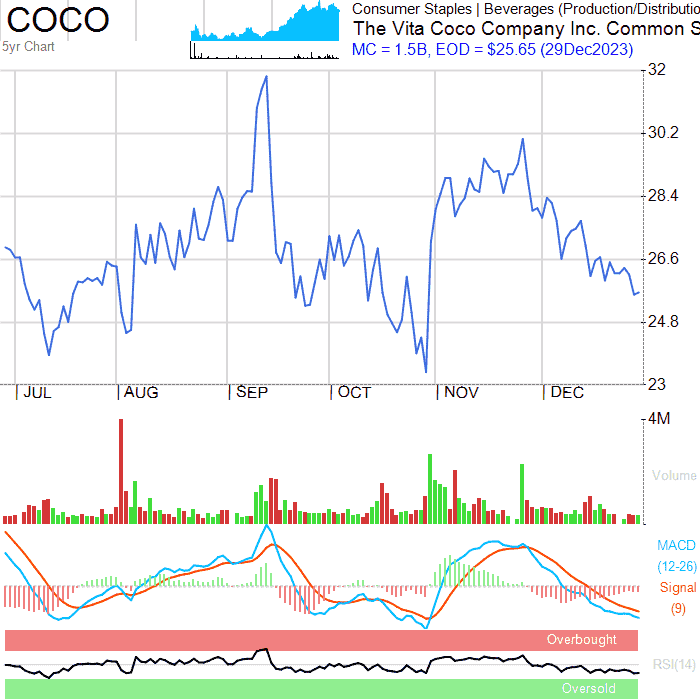 COCO
5yr Chart
Consumer Staples | Beverages (Production/Distributio
The Vita Coco Company Inc. Common S
MC = 1.5B, EOD = $25.65 (29Dec2023)
32
30.2
28.4
26.6
24.8
23
JUL AUG SEP OCT NOV DEC
4M
Volume
MACD
(12-26)
Signal
(9)
Overbought
RSI(14)
Oversold